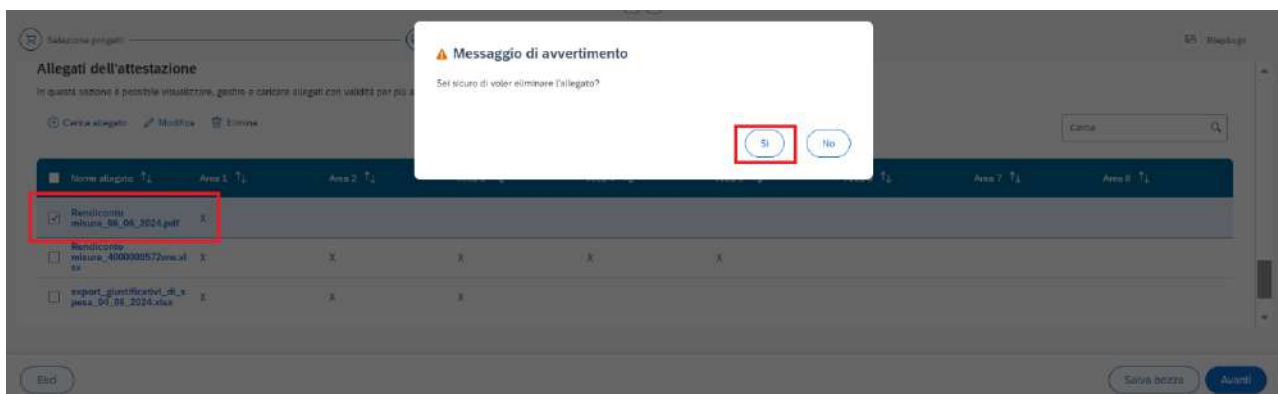 Seleziona progetti
Riepilogo
Messaggio di avvertimento
Sei sicuro di voler eliminare l'allegato?
Sì
No
Allegati dell'attestazione
In questa sezione è possibile visualizzare, gestire e caricare allegati con validità per più
Carica allegato Modifica Elimina
Cerca
Nome allegato Area 1 Area 2 Area 7 Area 8
Rendiconto
misura_06_06_2024.pdf X
Rendiconto
misura_4000000572ww.xl X X X X X
sx
export_giustificativi_di_s
pesa_04_06_2024.xlsx X X X
Esci
Salva bozza
Avanti